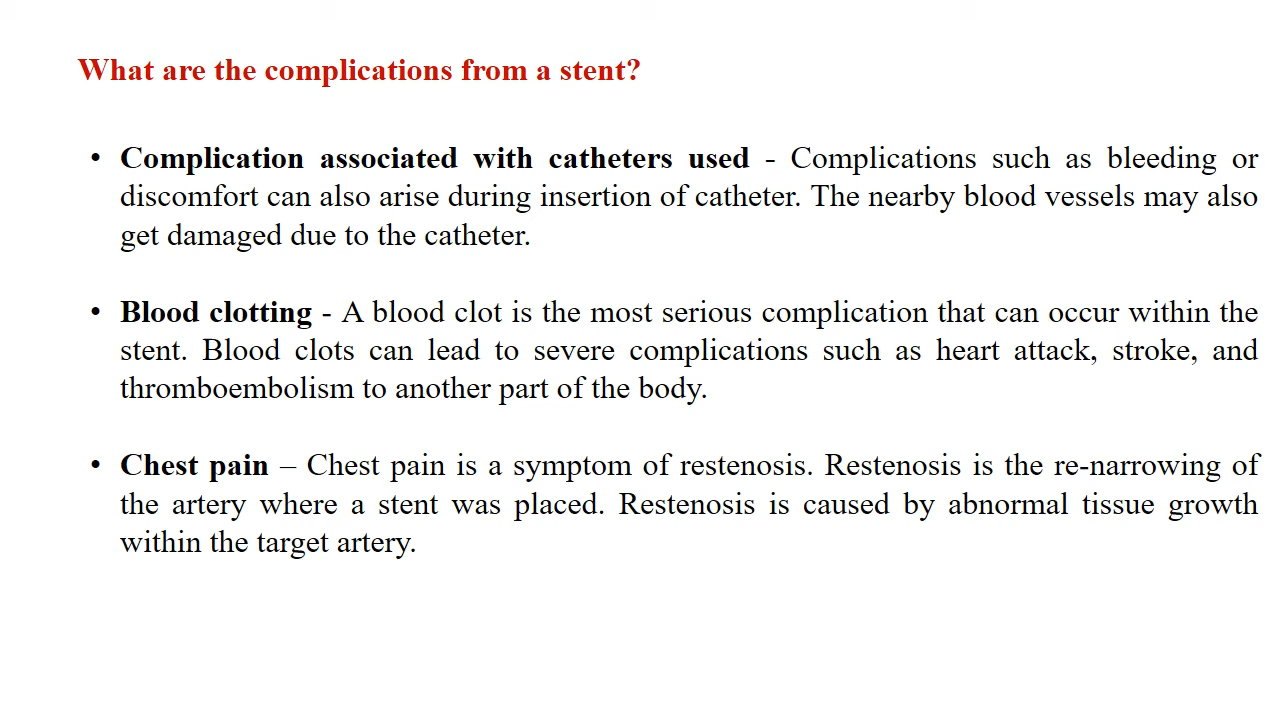 What are the complications from a stent?
• Complication associated with catheters used - Complications such as bleeding or
discomfort can also arise during insertion of catheter. The nearby blood vessels may also
get damaged due to the catheter.
• Blood clotting - A blood clot is the most serious complication that can occur within the
stent. Blood clots can lead to severe complications such as heart attack, stroke, and
thromboembolism to another part of the body.
• Chest pain – Chest pain is a symptom of restenosis. Restenosis is the re-narrowing of
the artery where a stent was placed. Restenosis is caused by abnormal tissue growth
within the target artery.